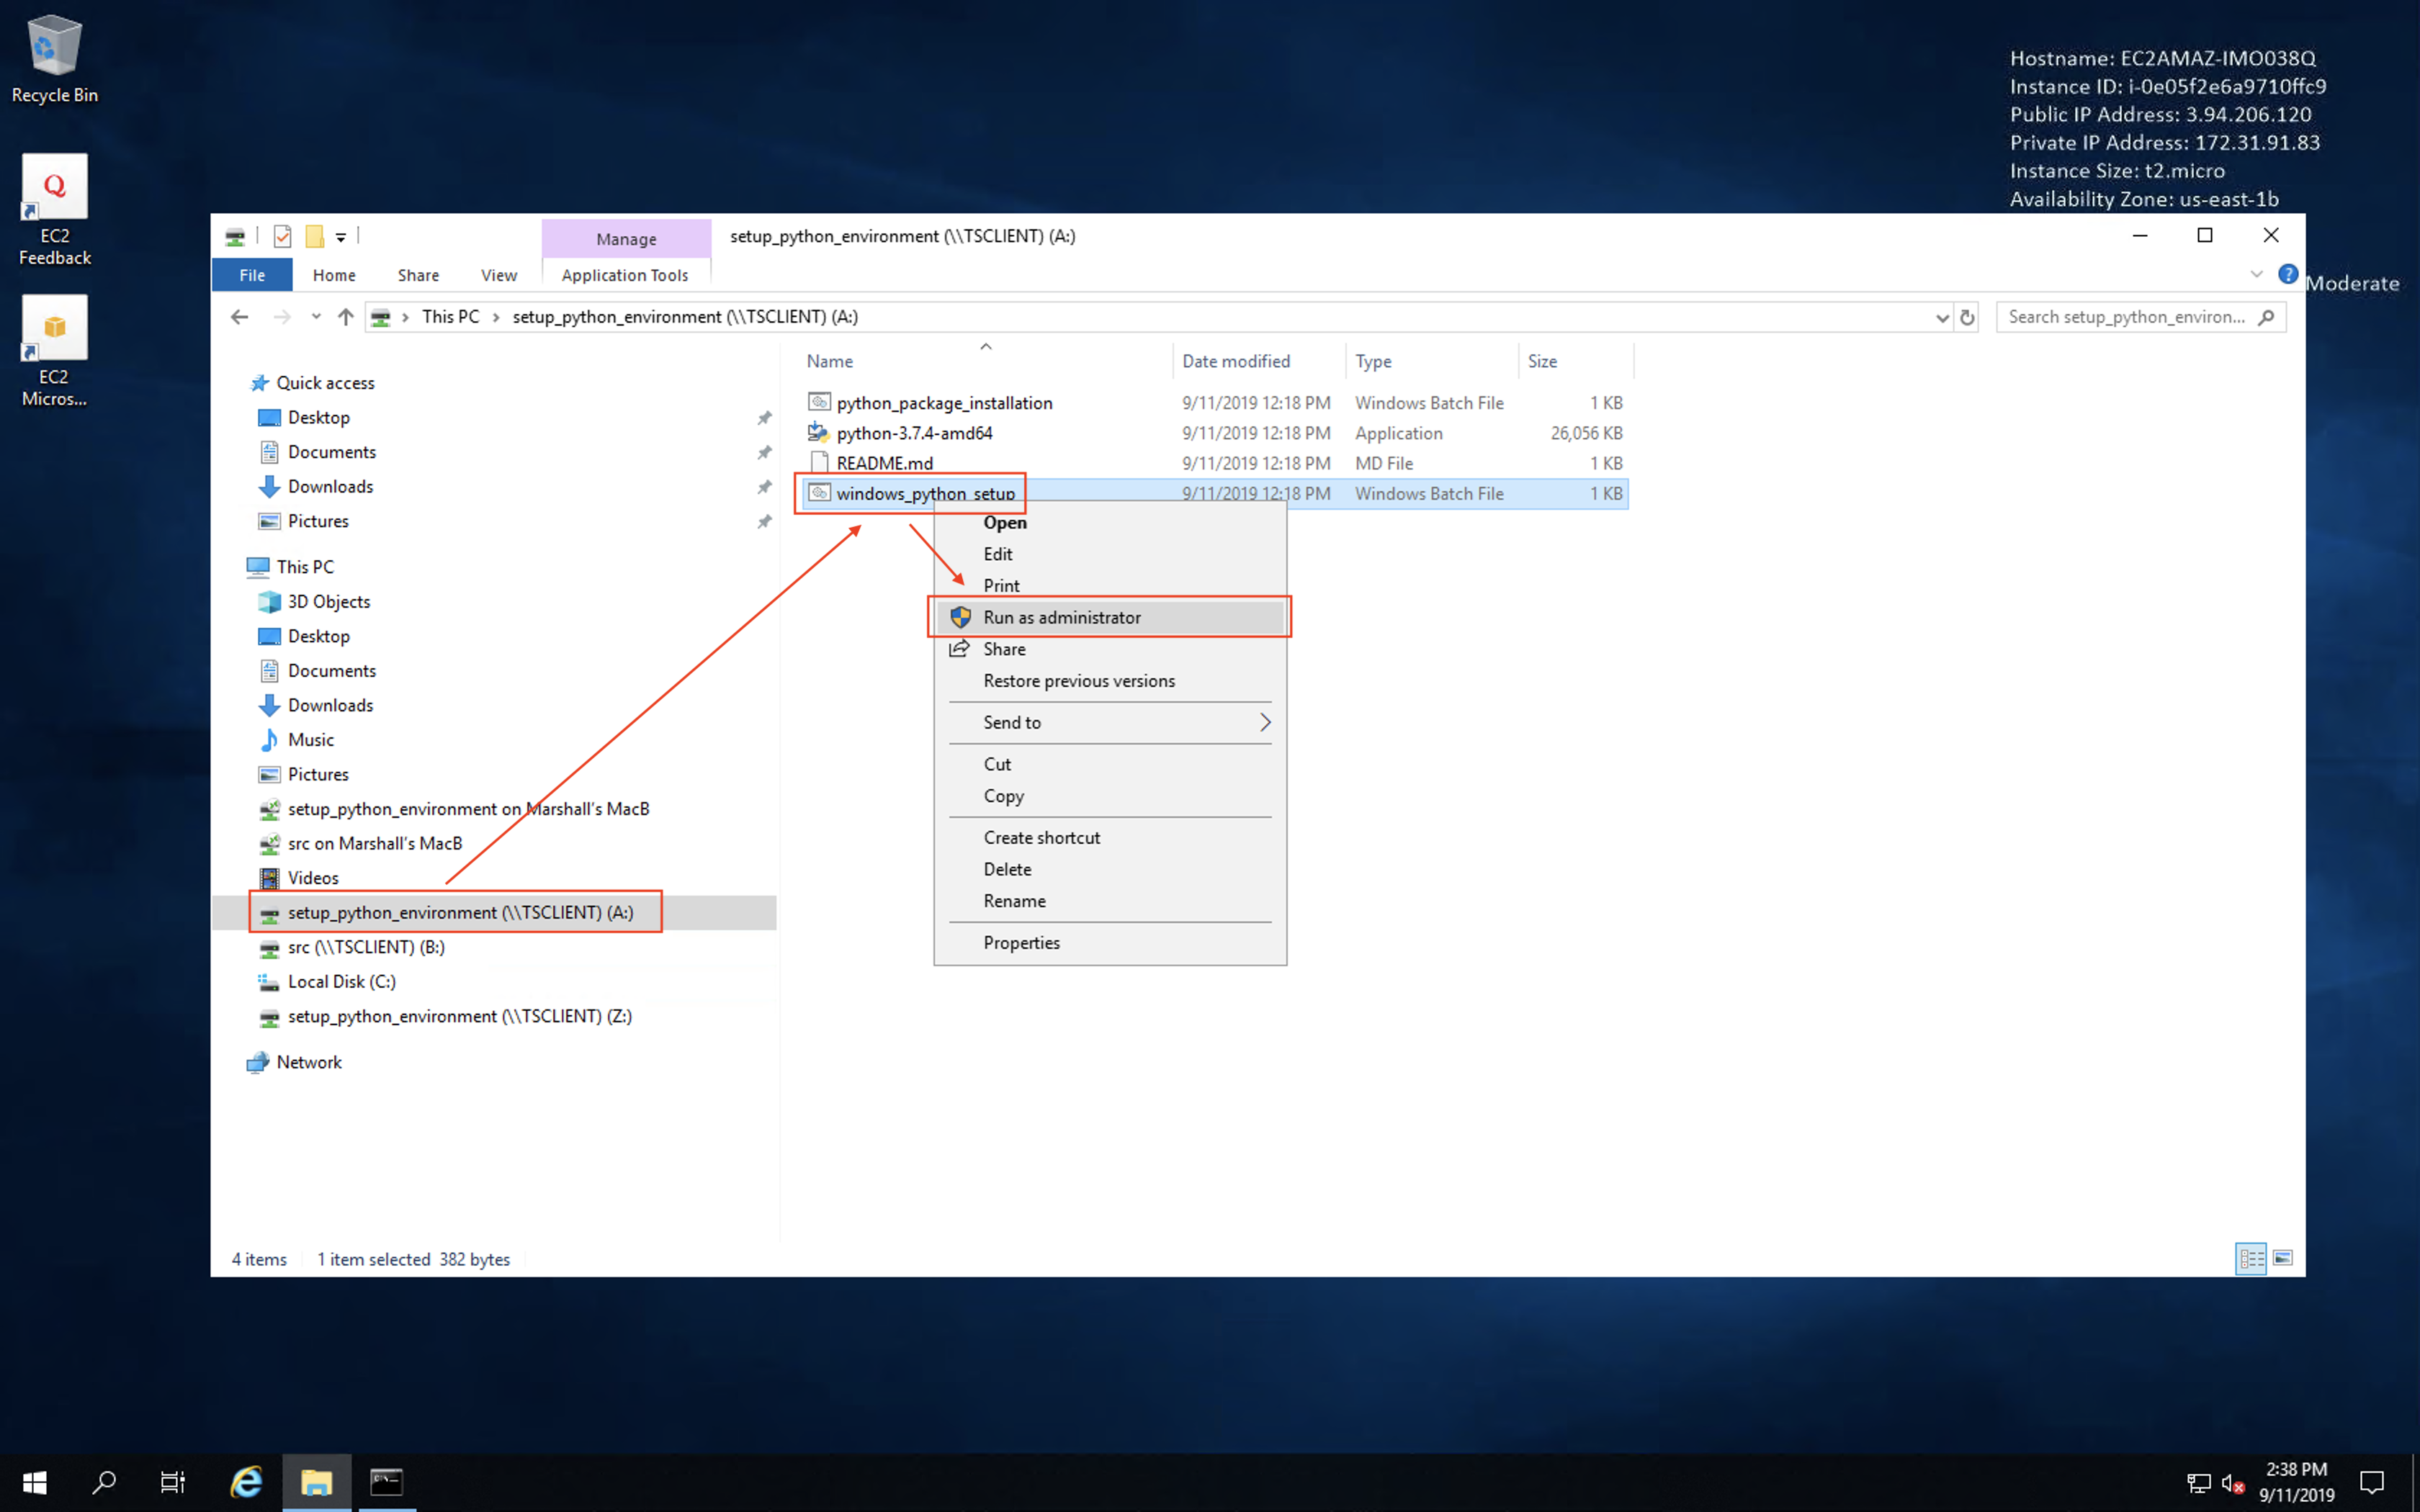 Recycle Bin
EC2
Feedback
EC2
Micros...
Hostname: EC2AMAZ-IMO038Q
Instance ID: i-0e05f2e6a9710ffc9
Public IP Address: 3.94.206.120
Private IP Address: 172.31.91.83
Instance Size: t2.micro
Availability Zone: us-east-1b
Moderate
Manage
setup_python_environment (\\TSCLIENT) (A:)
File Home Share View Application Tools
This PC setup_python_environment (\\TSCLIENT) (A:)
Search setup_python_environ...
Quick access
Desktop
Documents
Downloads
Pictures
This PC
3D Objects
Desktop
Documents
Downloads
Music
Pictures
setup_python_environment on Marshall's MacB
src on Marshall's MacB
Videos
setup_python_environment (\\TSCLIENT) (A:)
src (\\TSCLIENT) (B:)
Local Disk (C:)
setup_python_environment (\\TSCLIENT) (Z:)
Network
Name Date modified Type Size
python_package_installation 9/11/2019 12:18 PM Windows Batch File 1 KB
python-3.7.4-amd64 9/11/2019 12:18 PM Application 26,056 KB
README.md 9/11/2019 12:18 PM MD File 1 KB
windows_python_setup 9/11/2019 12:18 PM Windows Batch File 1 KB
Open
Edit
Print
Run as administrator
Share
Restore previous versions
Send to
Cut
Copy
Create shortcut
Delete
Rename
Properties
4 items 1 item selected 382 bytes
2:38 PM
9/11/2019